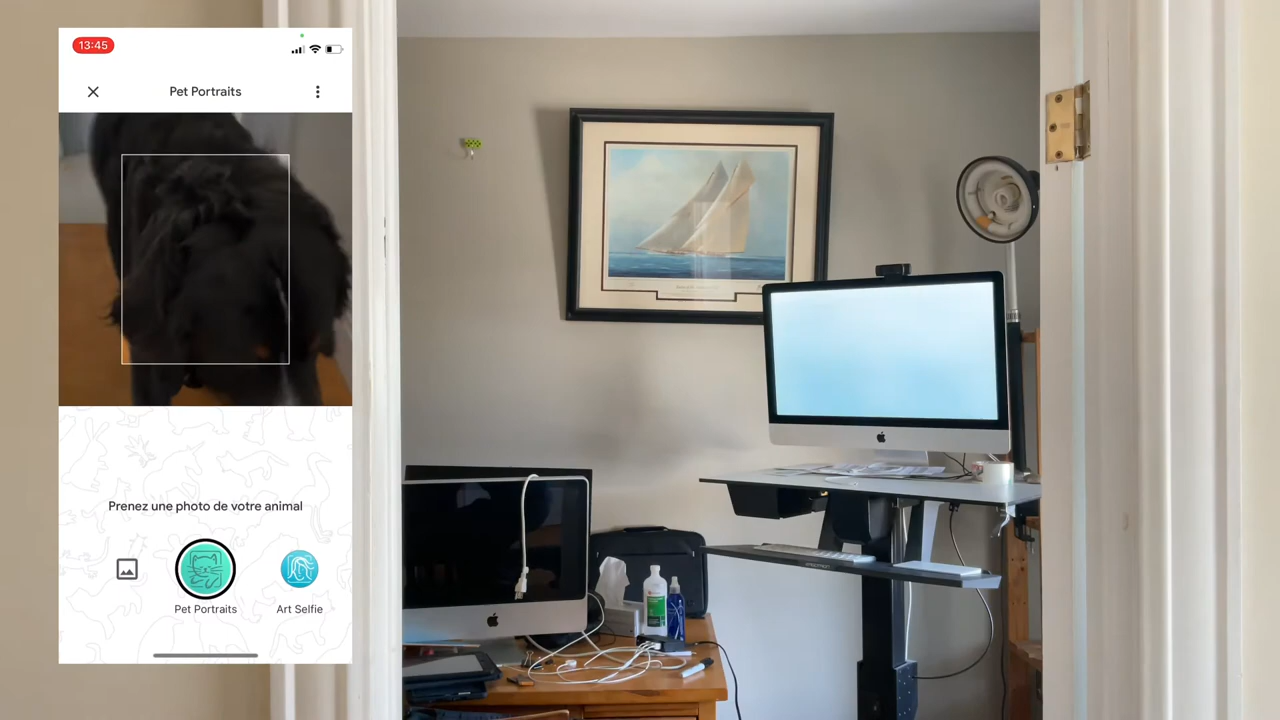 13:45
Pet Portraits
Prenez une photo de votre animal
Pet Portraits
Art Selfie